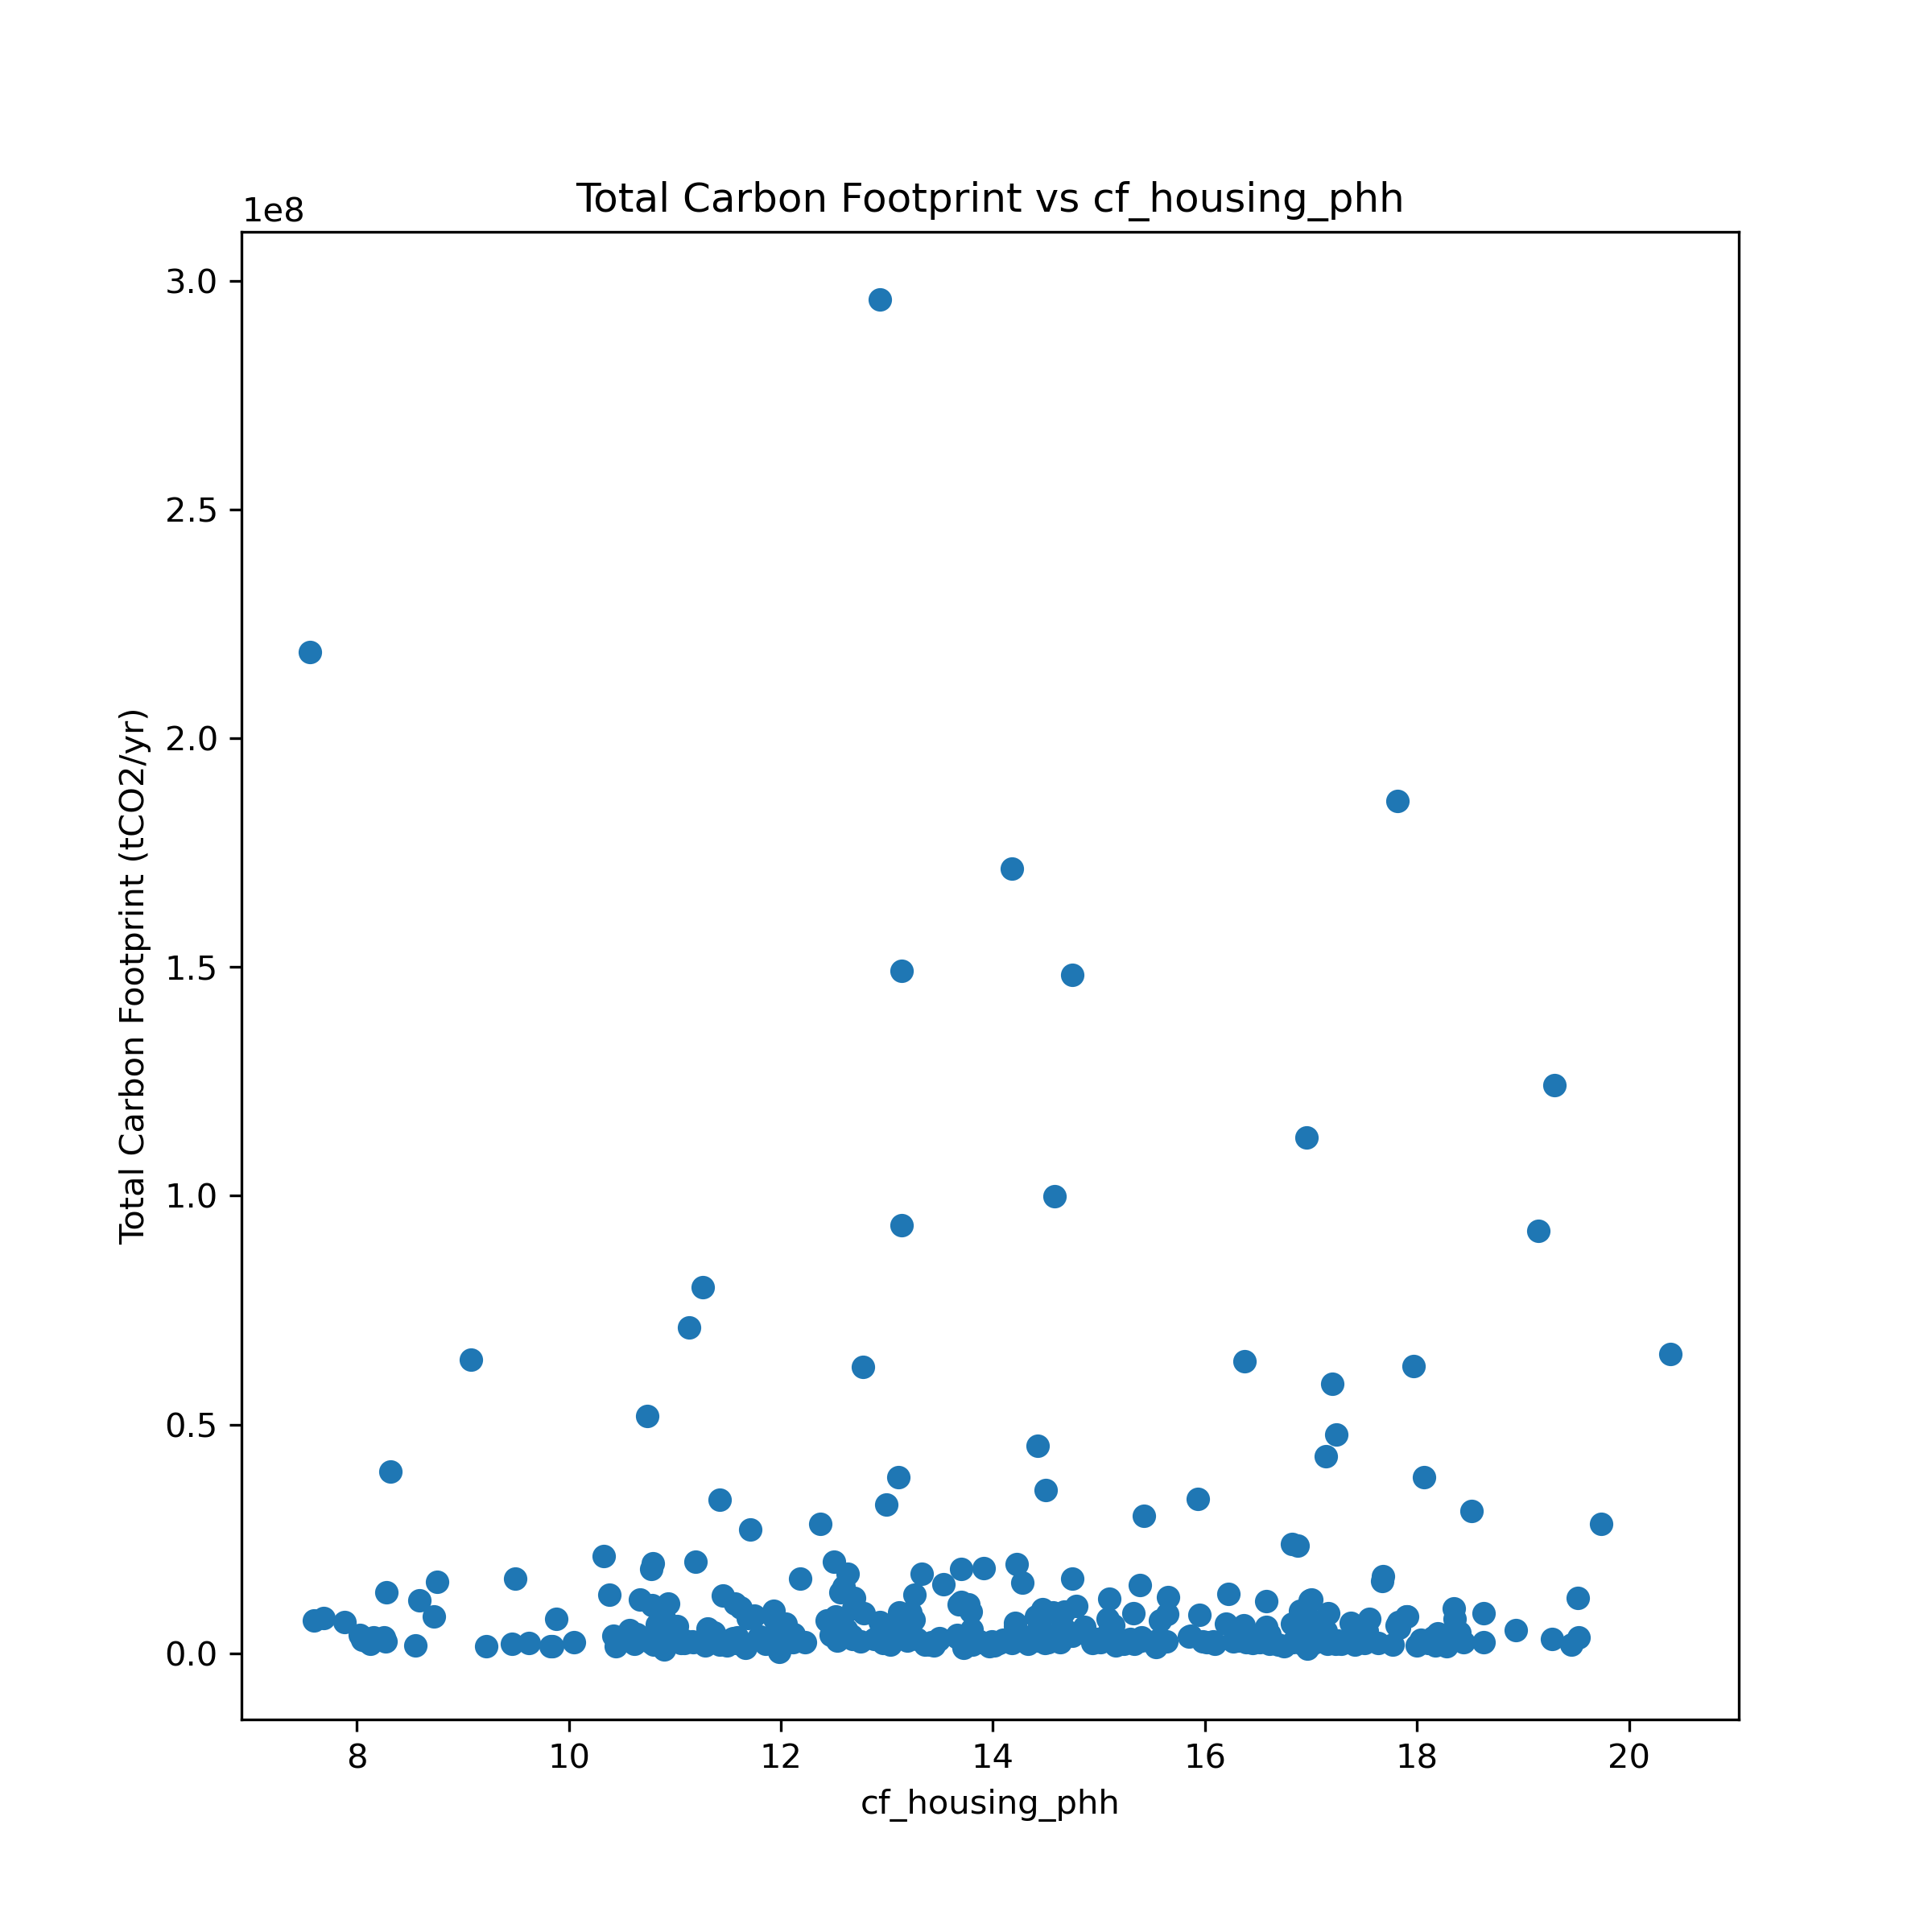 Total Carbon Footprint vs cf_housing_phh
1e8
3.0
2.5
2.0
1.5
1.0
0.5
0.0
Total Carbon Footprint (tCO2/yr)
8 10 12 14 16 18 20
cf_housing_phh